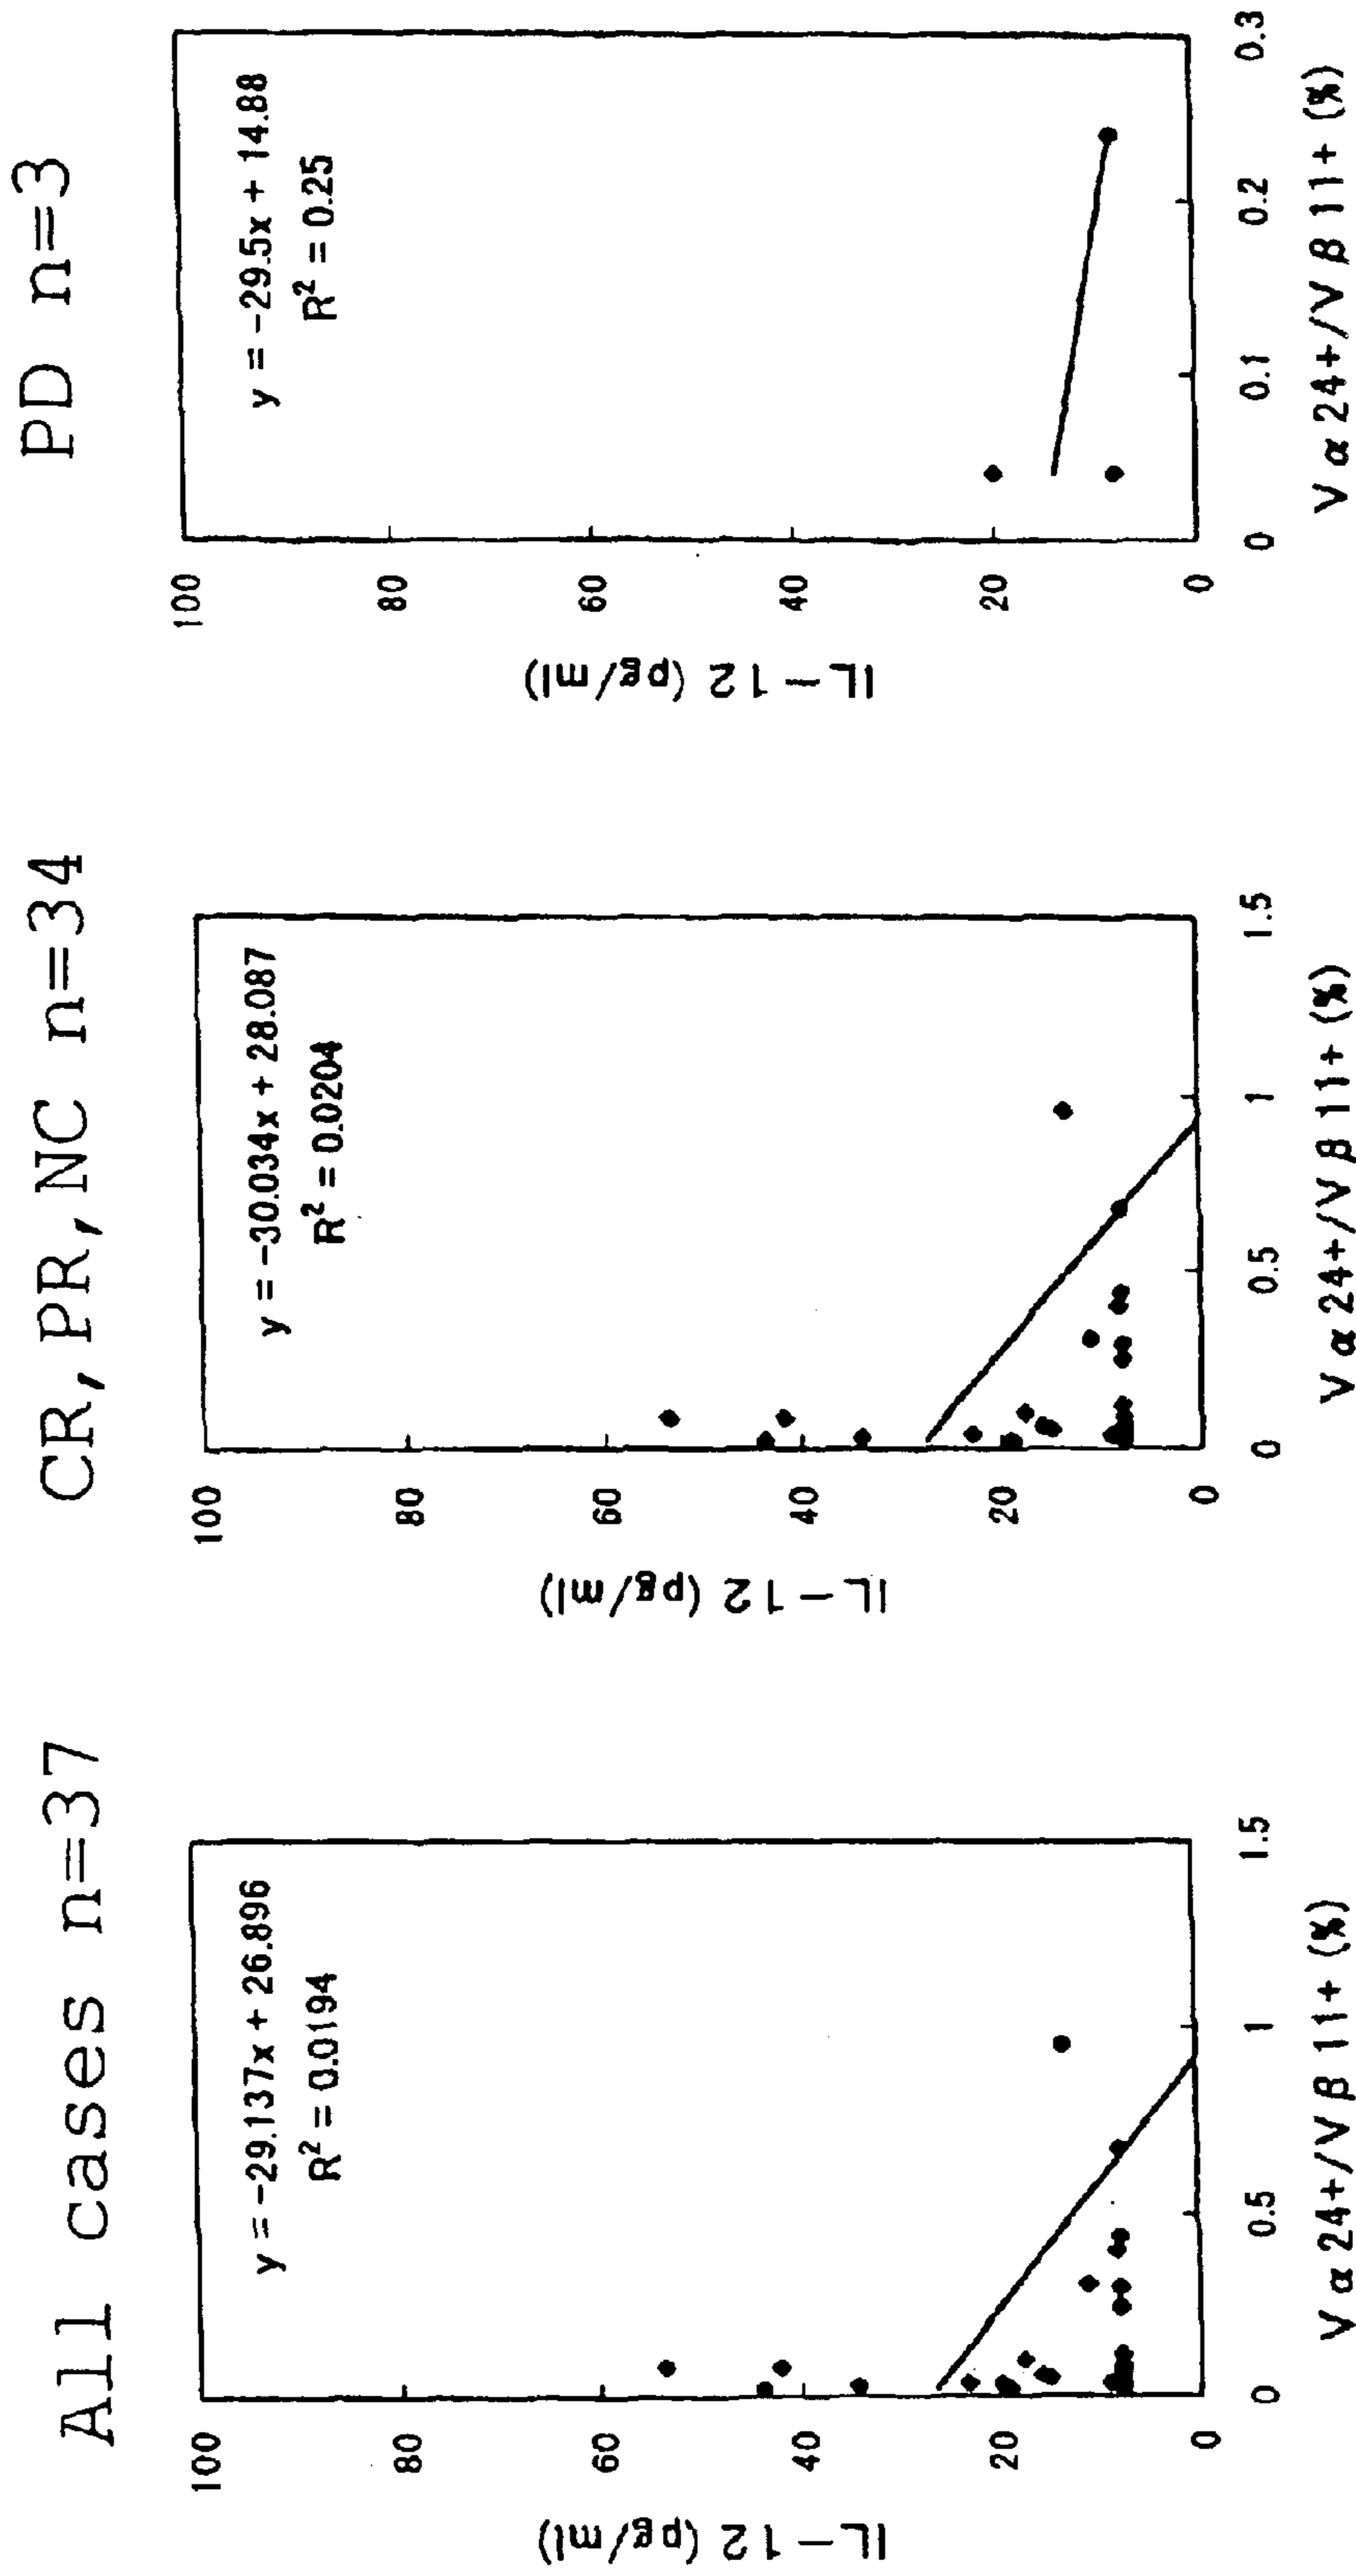 All cases n=37
y = -29.137x + 26.896
R² = 0.0194
IL-12 (pg/ml)
100
80
60
40
20
0
0
0.5
1
1.5
Vα24+/Vβ11+ (%)
CR, PR, NC n=34
y = -30.034x + 28.087
R² = 0.0204
IL-12 (pg/ml)
100
80
60
40
20
0
0
0.5
1
1.5
Vα24+/Vβ11+ (%)
PD n=3
y = -29.5x + 14.88
R² = 0.25
IL-12 (pg/ml)
100
80
60
40
20
0
0
0.1
0.2
0.3
Vα24+/Vβ11+ (%)